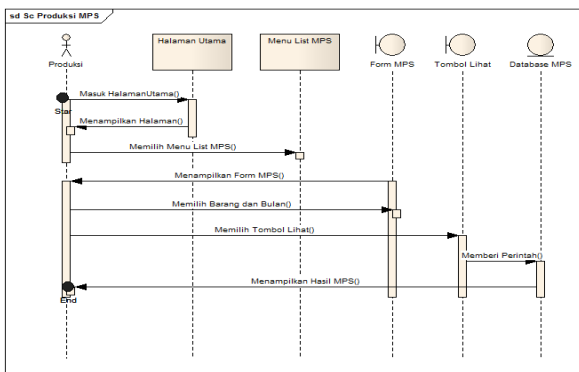 sd Sc Produksi MPS
Halaman Utama
Menu List MPS
Produksi
Form MPS
Tombol Lihat
Database MPS
Masuk HalamanUtama()
Star
Menampilkan Halaman()
Memilih Menu List MPS()
Menampilkan Form MPS()
Memilih Barang dan Bulan()
Memilih Tombol Lihat()
Memberi Perintah()
Menampilkan Hasil MPS()
End